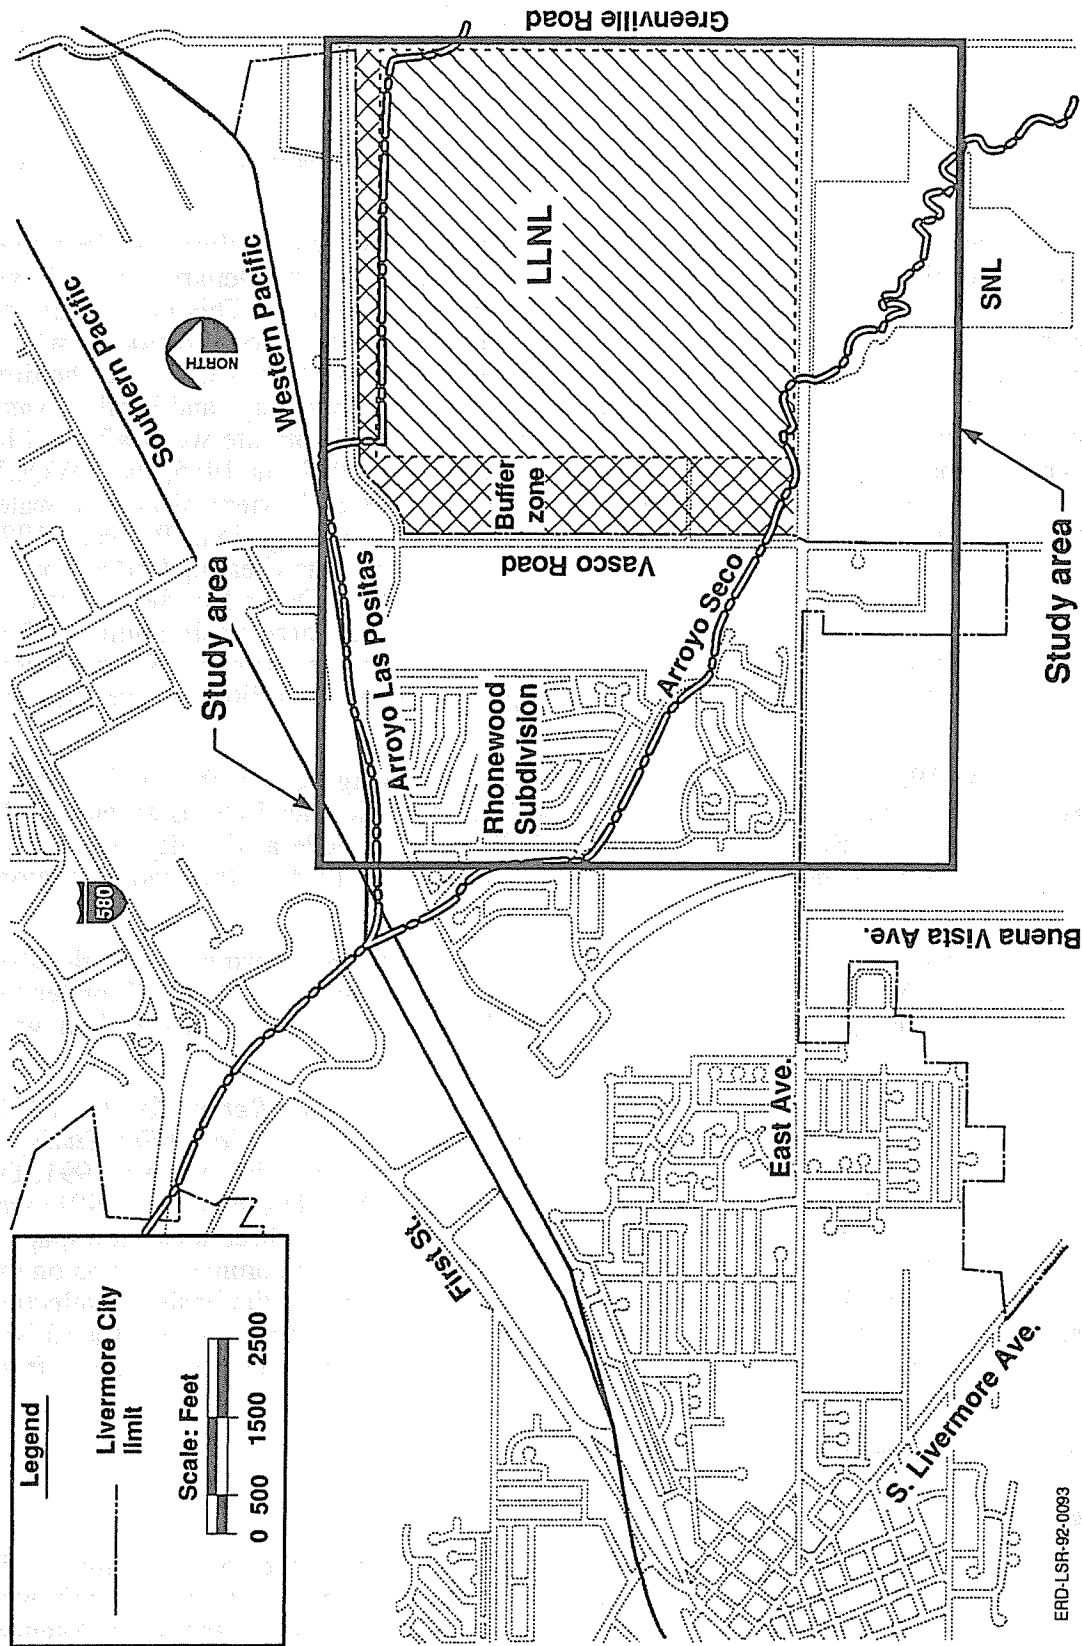 Legend
Livermore City
limit
Scale: Feet
0 500 1500 2500
580
Southern Pacific
Western Pacific
NORTH
Study area
Greenville Road
Arroyo Las Positas
First St.
LLNL
Buffer
zone
Vasco Road
Rhonewood
Subdivision
Arroyo Seco
East Ave.
Buena Vista Ave.
SNL
S. Livermore Ave.
Study area
ERD-LSR-92-0093